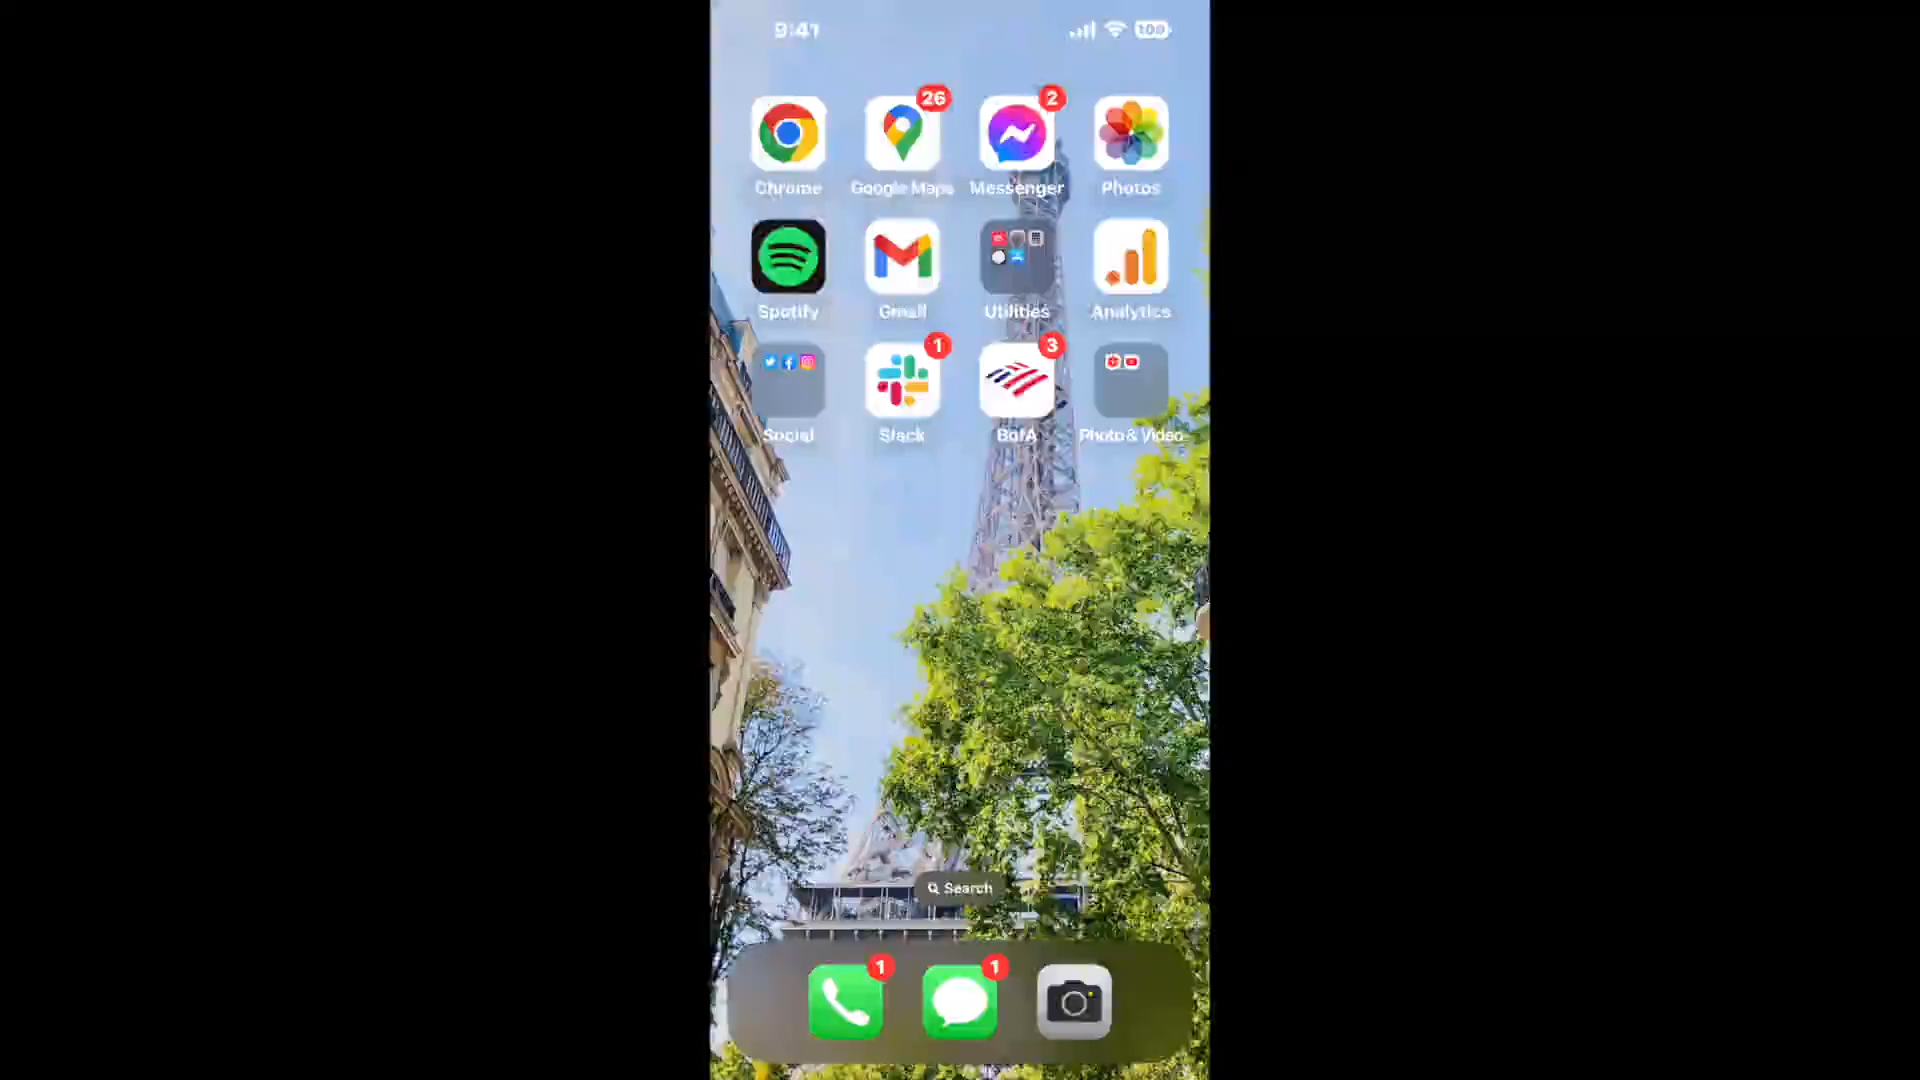 9:41
100
26
2
Chrome
Google Maps
Messenger
Photos
Spotify
Gmail
Utilities
Analytics
1
3
Social
Slack
BofA
Photo & Video
Search
1
1